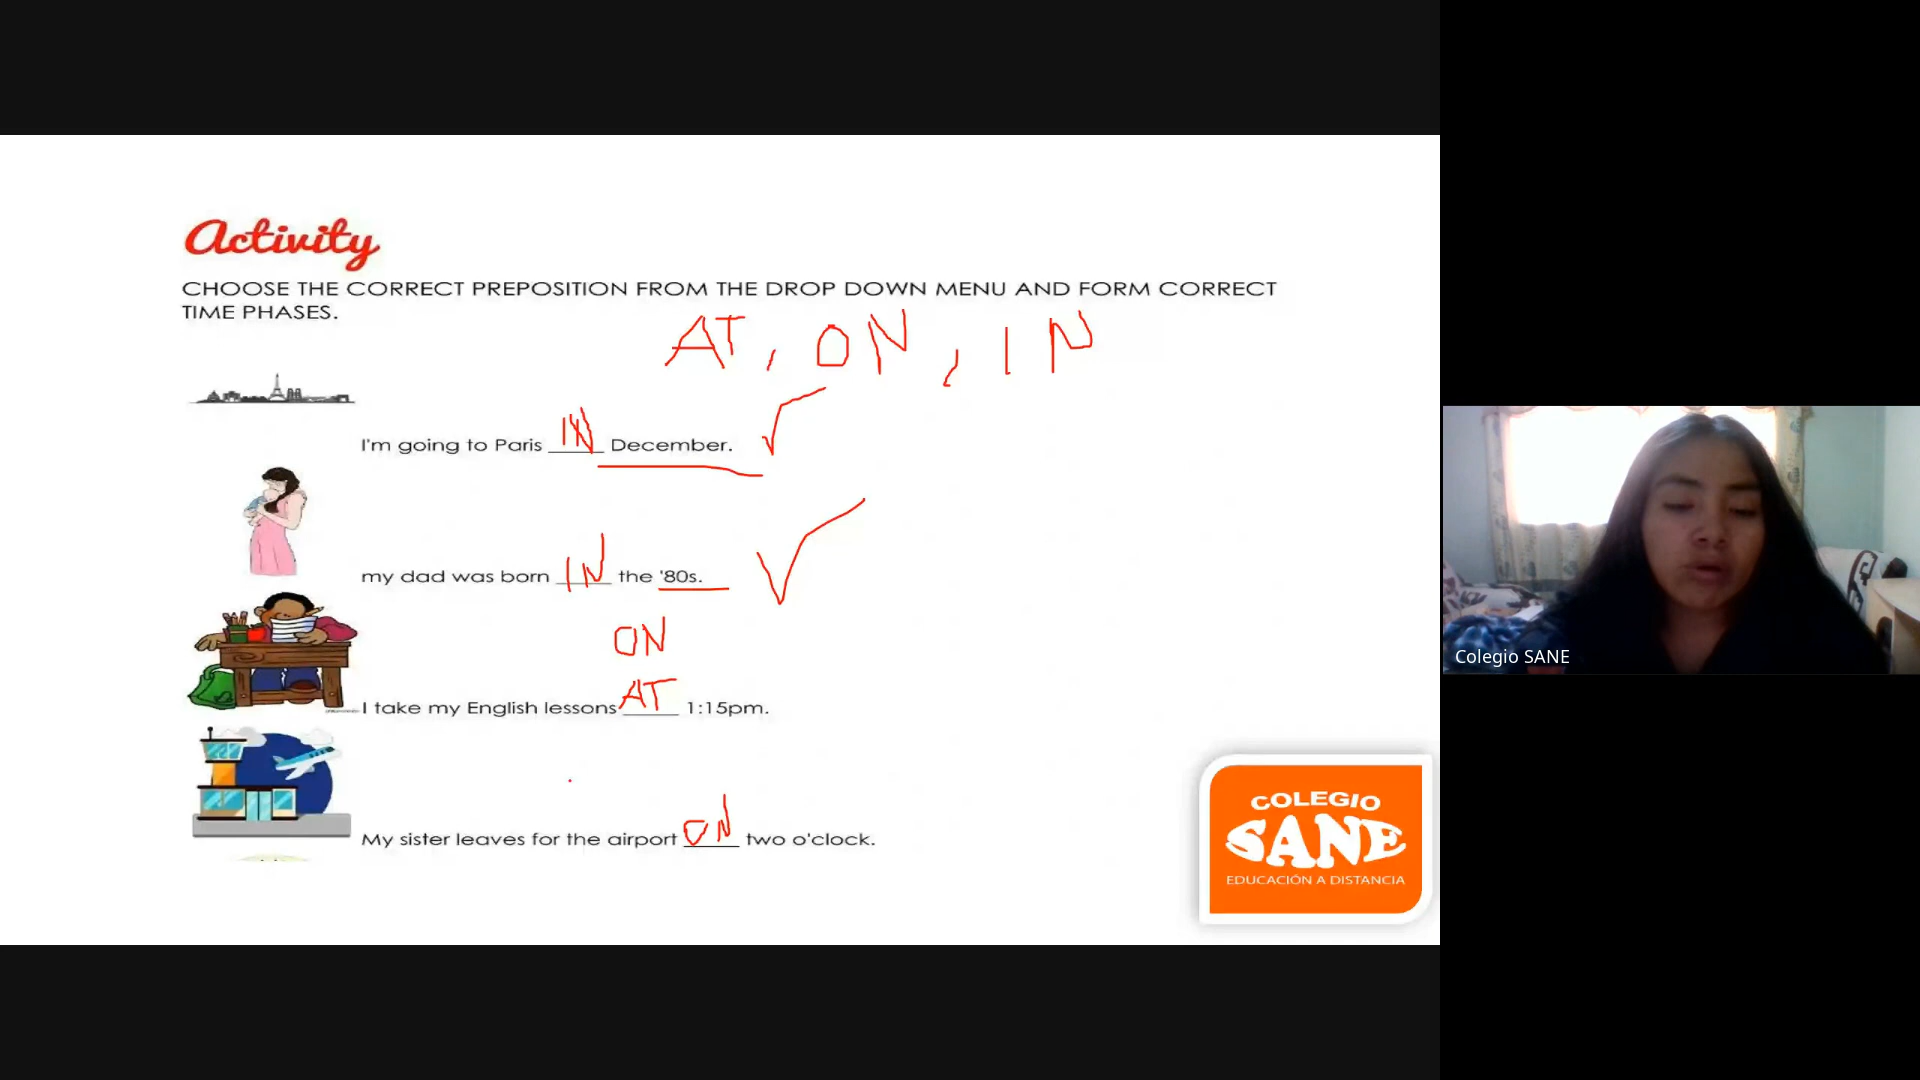 Activity
CHOOSE THE CORRECT PREPOSITION FROM THE DROP DOWN MENU AND FORM CORRECT
TIME PHASES.
AT, ON, IN
I'm going to Paris IN December.
my dad was born IN the '80s.
ON
I take my English lessons AT 1:15pm.
My sister leaves for the airport ON two o'clock.
COLEGIO
SANE
EDUCACIÓN A DISTANCIA
Colegio SANE